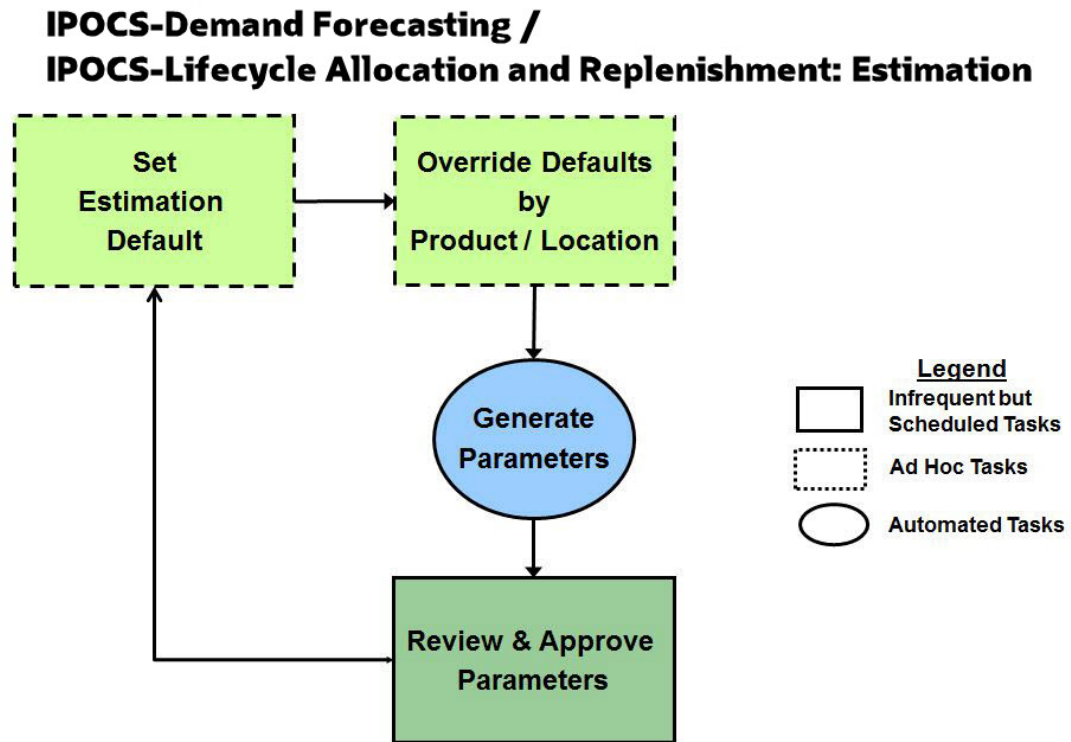 IPOCS-Demand Forecasting /
IPOCS-Lifecycle Allocation and Replenishment: Estimation
Set
Estimation
Default
Override Defaults
by
Product / Location
Generate
Parameters
Review & Approve
Parameters
Legend
Infrequent but
Scheduled Tasks
Ad Hoc Tasks
Automated Tasks